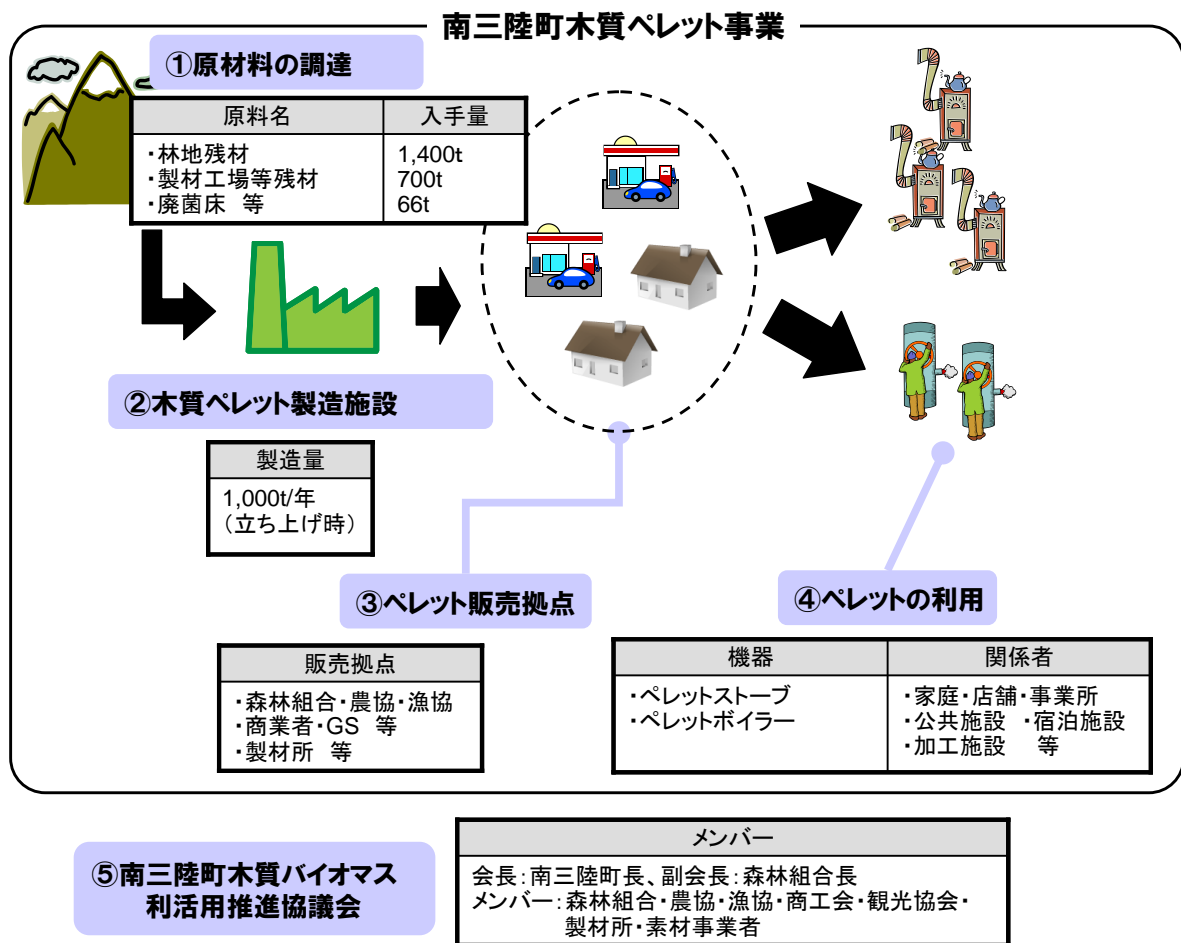 南三陸町木質ペレット事業
①原材料の調達
原料名 入手量
・林地残材 1,400t
・製材工場等残材 700t
・廃菌床 等 66t
②木質ペレット製造施設
製造量
1,000t/年
(立ち上げ時)
③ペレット販売拠点
販売拠点
・森林組合・農協・漁協
・商業者・GS 等
・製材所 等
④ペレットの利用
機器 関係者
・ペレットストーブ ・家庭・店舗・事業所
・ペレットボイラー ・公共施設 ・宿泊施設
・加工施設 等
⑤南三陸町木質バイオマス
利活用推進協議会
メンバー
会長:南三陸町長、副会長:森林組合長
メンバー:森林組合・農協・漁協・商工会・観光協会・
製材所・素材事業者